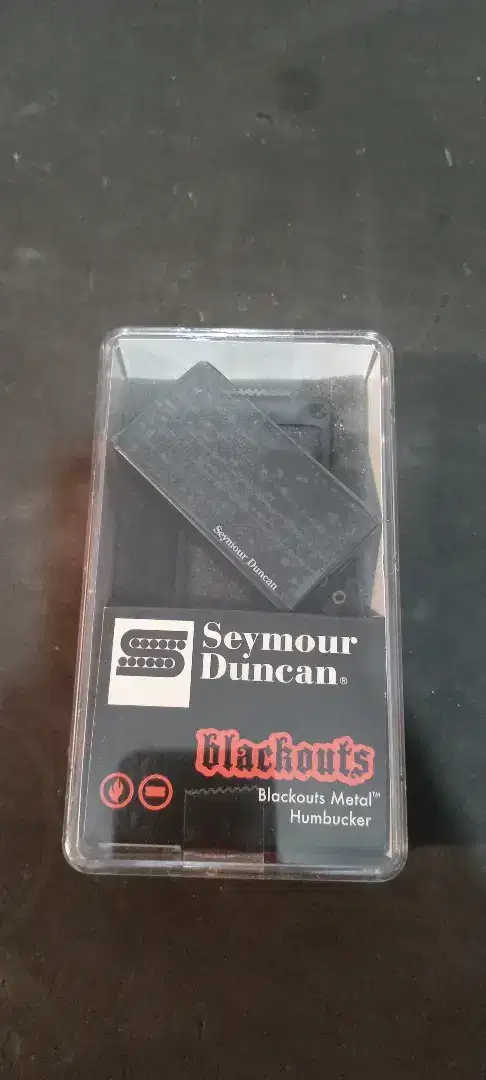 Seymour Duncan
Seymour
Duncan®
blackouts
Blackouts Metal™
Humbucker